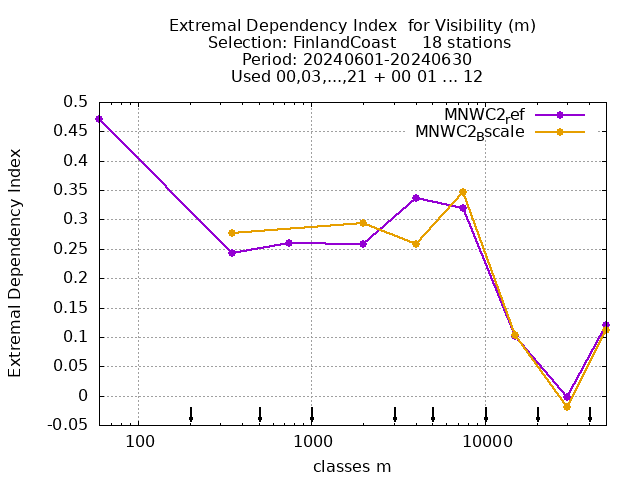 Extremal Dependency Index  for Visibility (m)
Selection: FinlandCoast     18 stations
Period: 20240601-20240630
Used 00,03,...,21 + 00 01 ... 12
MNWC2ref
MNWC2Bscale
Extremal Dependency Index
0.5
0.45
0.4
0.35
0.3
0.25
0.2
0.15
0.1
0.05
0
-0.05
100
1000
10000
classes m